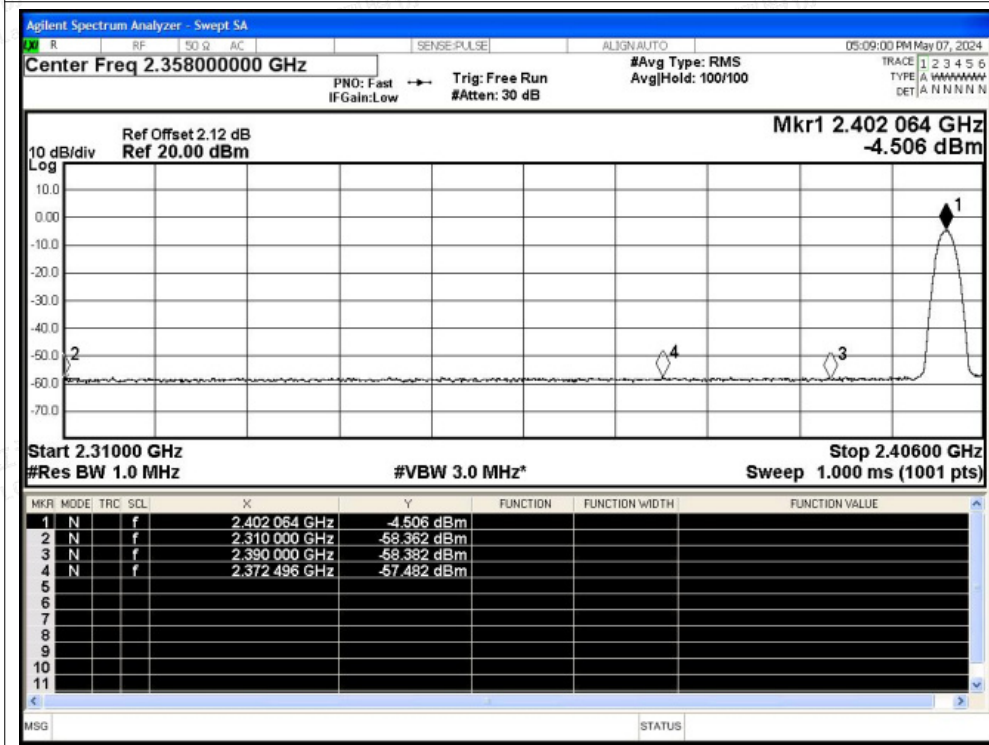 Agilent Spectrum Analyzer - Swept SA
LXI R RF 50 Ω AC SENSE:PULSE ALIGN AUTO 05:09:00 PM May 07, 2024
Center Freq 2.358000000 GHz
PNO: Fast
IFGain:Low
Trig: Free Run
#Atten: 30 dB
#Avg Type: RMS
Avg|Hold: 100/100
TRACE 1 2 3 4 5 6
TYPE A WWWWW
DET A N N N N N
Mkr1 2.402 064 GHz
-4.506 dBm
Ref Offset 2.12 dB
10 dB/div Ref 20.00 dBm
Log
10.0
0.00
-10.0
-20.0
-30.0
-40.0
-50.0
-60.0
-70.0
1
2
4
3
Start 2.31000 GHz Stop 2.40600 GHz
#Res BW 1.0 MHz #VBW 3.0 MHz* Sweep 1.000 ms (1001 pts)
MKR MODE TRC SCL X Y FUNCTION FUNCTION WIDTH FUNCTION VALUE
1 N f 2.402 064 GHz -4.506 dBm
2 N f 2.310 000 GHz -58.362 dBm
3 N f 2.390 000 GHz -58.382 dBm
4 N f 2.372 496 GHz -57.482 dBm
5
6
7
8
9
10
11
MSG STATUS